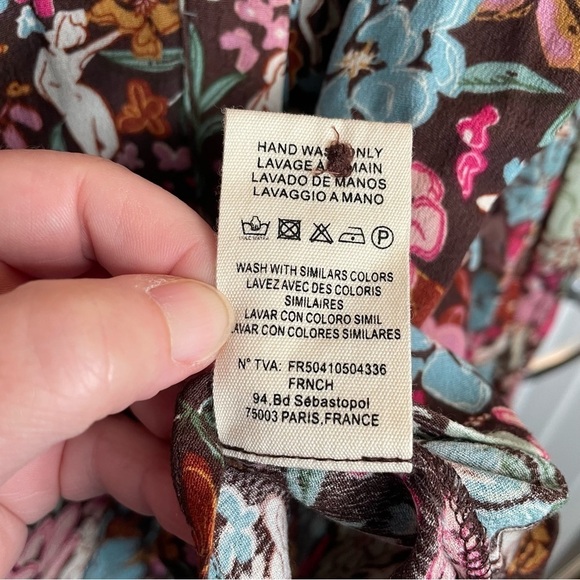 HAND WASH ONLY
LAVAGE A MAIN
LAVADO DE MANOS
LAVAGGIO A MANO
P
WASH WITH SIMILARS COLORS
LAVEZ AVEC DES COLORIS
SIMILAIRES
LAVAR CON COLORO SIMIL
LAVAR CON COLORES SIMILARES
N° TVA: FR50410504336
FRNCH
94.Bd Sébastopol
75003 PARIS,FRANCE